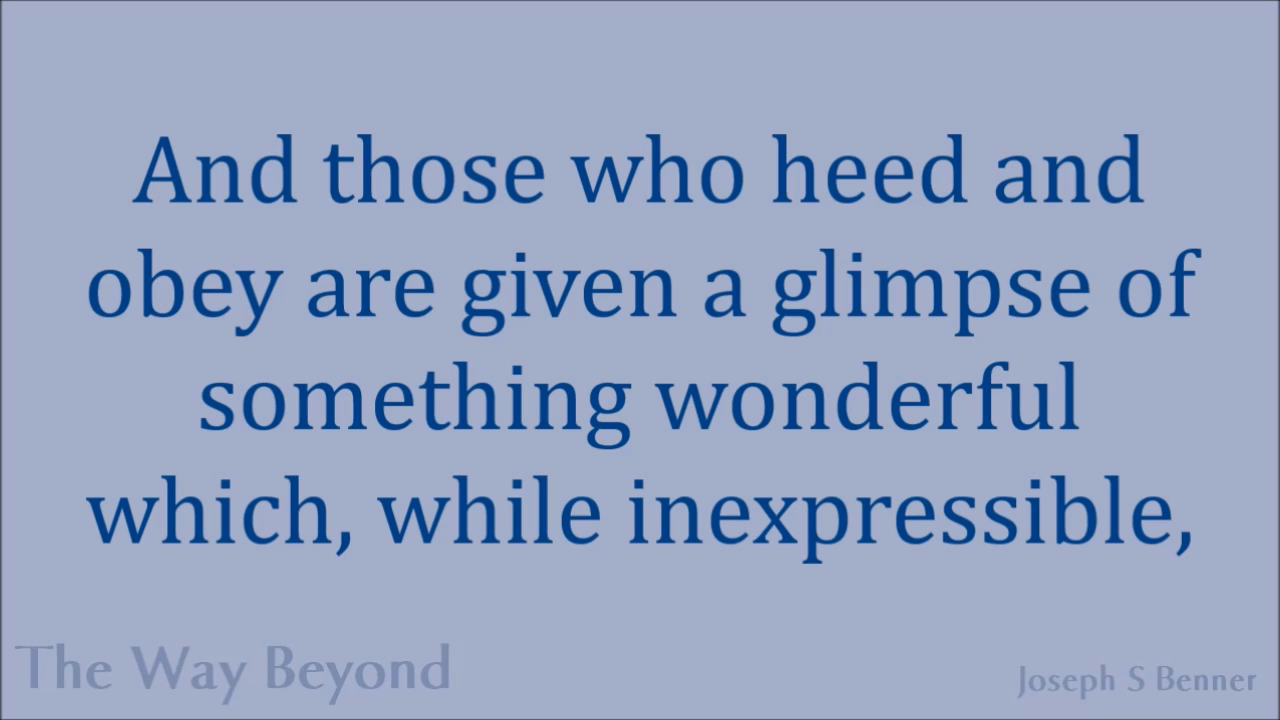 And those who heed and
obey are given a glimpse of
something wonderful
which, while inexpressible,
The Way Beyond
Joseph S Benner